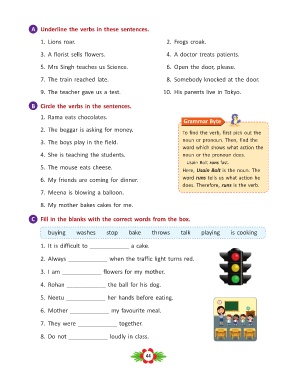 A Underline the verbs in these sentences.
1. Lions roar.
2. Frogs croak.
3. A florist sells flowers.
4. A doctor treats patients.
5. Mrs Singh teaches us Science.
6. Open the door, please.
7. The train reached late.
8. Somebody knocked at the door.
9. The teacher gave us a test.
10. His parents live in Tokyo.
B Circle the verbs in the sentences.
1. Rama eats chocolates.
2. The beggar is asking for money.
3. The boys play in the field.
4. She is teaching the students.
5. The mouse eats cheese.
6. My friends are coming for dinner.
7. Meena is blowing a balloon.
8. My mother bakes cakes for me.
Grammar Byte
To find the verb, first pick out the
noun or pronoun. Then, find the
word which shows what action the
noun or the pronoun does.
Usain Bolt runs fast.
Here, Usain Bolt is the noun. The
word runs tells us what action he
does. Therefore, runs is the verb.
C Fill in the blanks with the correct words from the box.
buying washes stop bake throws talk playing is cooking
1. It is difficult to ______________ a cake.
2. Always ______________ when the traffic light turns red.
3. I am ______________ flowers for my mother.
4. Rohan ______________ the ball for his dog.
5. Neetu ______________ her hands before eating.
6. Mother ______________ my favourite meal.
7. They were ______________ together.
8. Do not ______________ loudly in class.
44